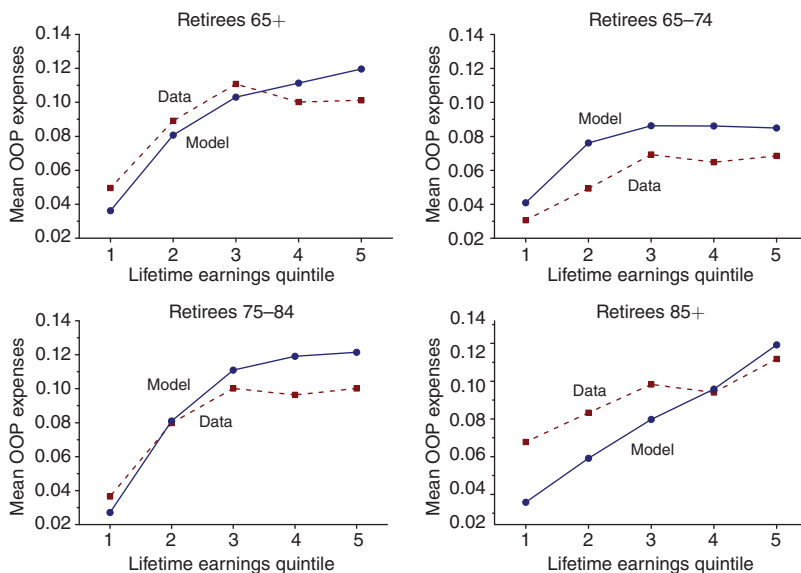 Retirees 65+
Mean OOP expenses
0.14
0.12
0.10
0.08
0.06
0.04
0.02
Data
Model
1 2 3 4 5
Lifetime earnings quintile
Retirees 65–74
Mean OOP expenses
0.14
0.12
0.10
0.08
0.06
0.04
0.02
Model
Data
1 2 3 4 5
Lifetime earnings quintile
Retirees 75–84
Mean OOP expenses
0.14
0.12
0.10
0.08
0.06
0.04
0.02
Model
Data
1 2 3 4 5
Lifetime earnings quintile
Retirees 85+
Mean OOP expenses
0.14
0.12
0.10
0.08
0.06
0.04
0.02
Data
Model
1 2 3 4 5
Lifetime earnings quintile